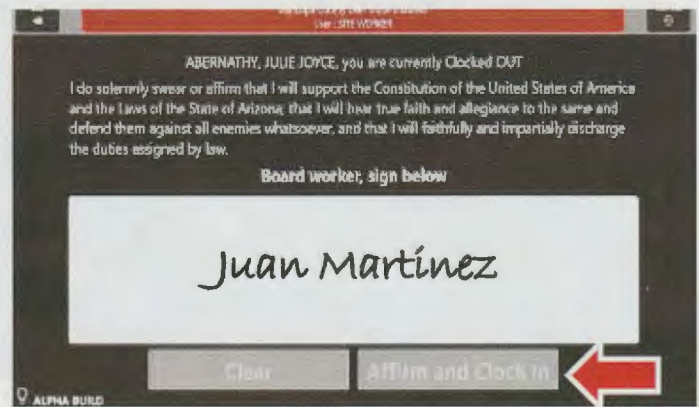 User : SITE WORKER
ABERNATHY, JULIE JOYCE, you are currently Clocked OUT
I do solemnly swear or affirm that I will support the Constitution of the United States of America
and the Laws of the State of Arizona; that I will bear true faith and allegiance to the same and
defend them against all enemies whatsoever, and that I will faithfully and impartially discharge
the duties assigned by law.
Board worker, sign below
Juan Martinez
Clear
Affirm and Clock In
ALPHA BUILD